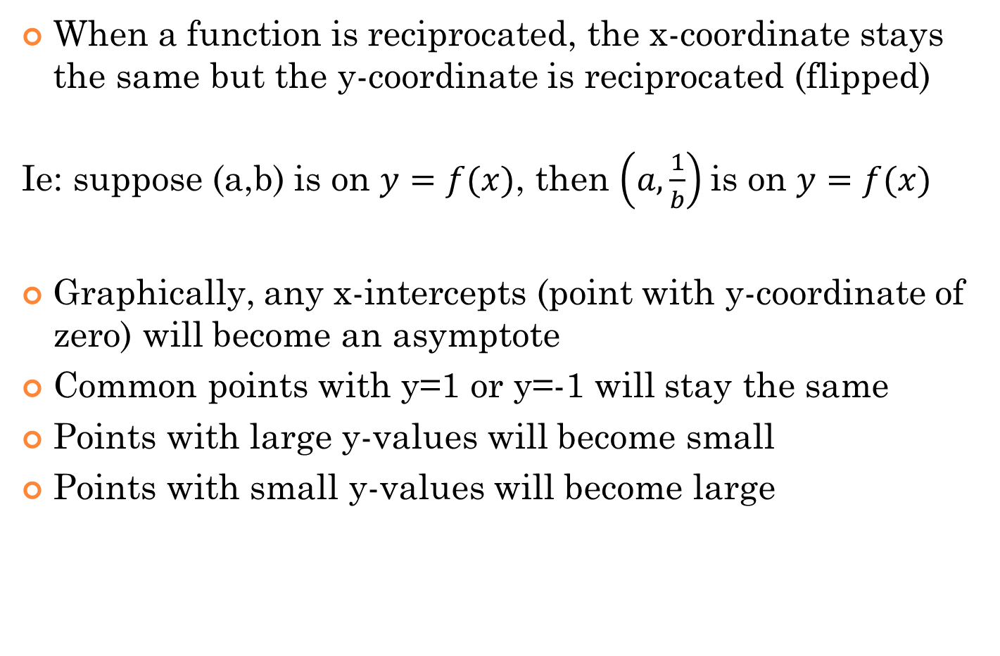 When a function is reciprocated, the x-coordinate stays
the same but the y-coordinate is reciprocated (flipped)
Ie: suppose (a,b) is on y = f(x), then (a, 1/b) is on y = f(x)
Graphically, any x-intercepts (point with y-coordinate of
zero) will become an asymptote
Common points with y=1 or y=-1 will stay the same
Points with large y-values will become small
Points with small y-values will become large